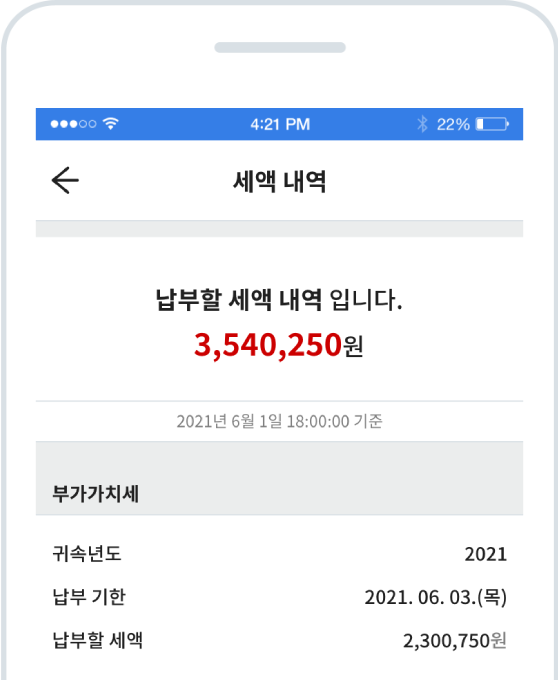 4:21 PM 22%
세액 내역
납부할 세액 내역 입니다.
3,540,250원
2021년 6월 1일 18:00:00 기준
부가가치세
귀속년도 2021
납부 기한 2021. 06. 03.(목)
납부할 세액 2,300,750원